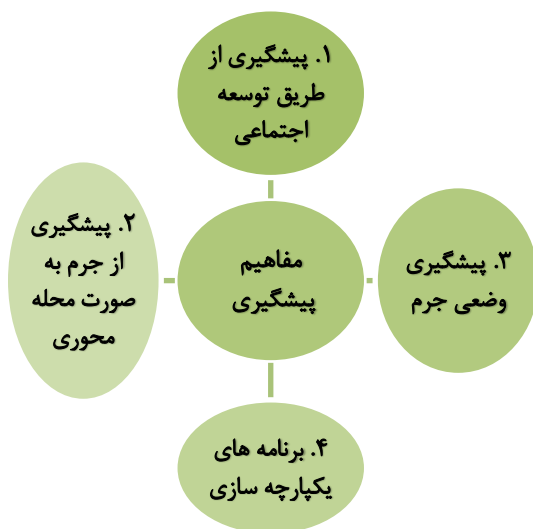 ۱. پیشگیری از
طریق توسعه
اجتماعی
۲. پیشگیری
از جرم به
صورت محله
محوری
مفاهیم
پیشگیری
۳. پیشگیری
وضعی جرم
۴. برنامه های
یکپارچه سازی